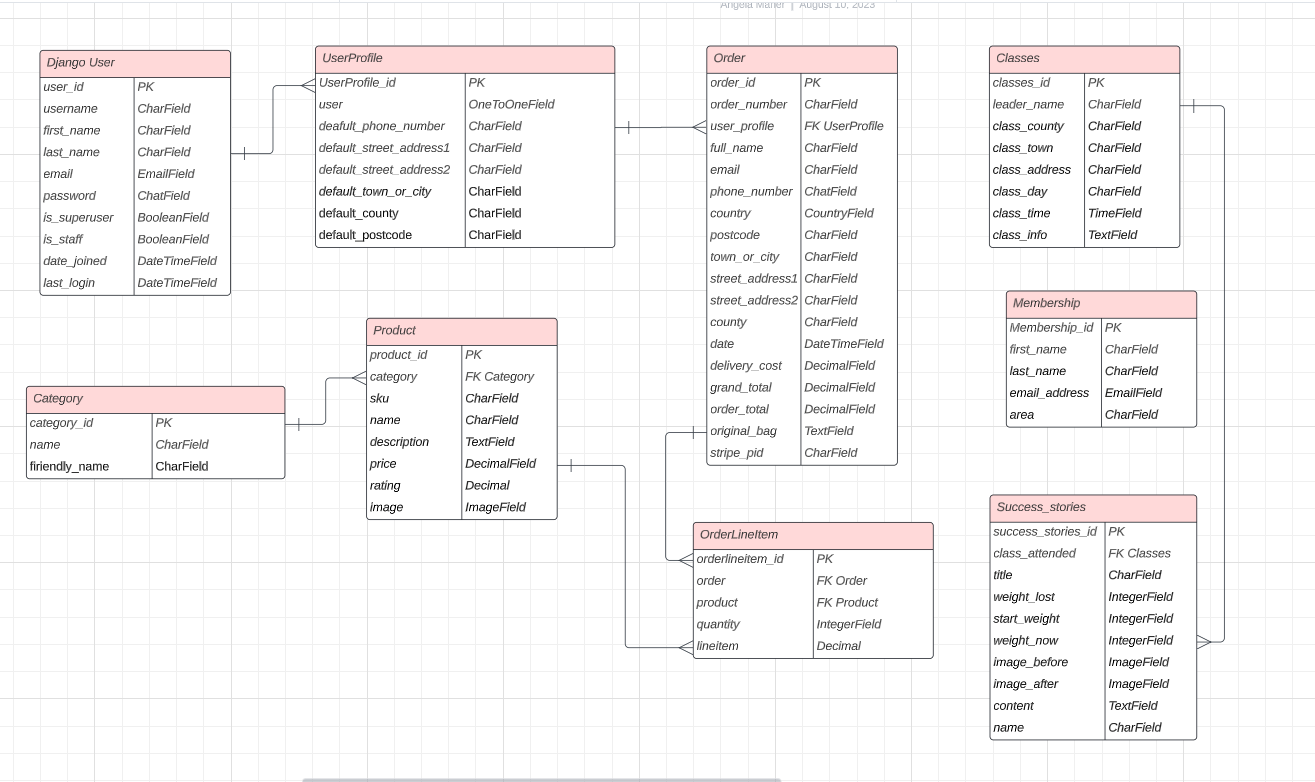 Angela Maher | August 10, 2023
Django User
user_id PK
username CharField
first_name CharField
last_name CharField
email EmailField
password ChatField
is_superuser BooleanField
is_staff BooleanField
date_joined DateTimeField
last_login DateTimeField
UserProfile
UserProfile_id PK
user OneToOneField
deafult_phone_number CharField
default_street_address1 CharField
default_street_address2 CharField
default_town_or_city CharField
default_county CharField
default_postcode CharField
Order
order_id PK
order_number CharField
user_profile FK UserProfile
full_name CharField
email CharField
phone_number ChatField
country CountryField
postcode CharField
town_or_city CharField
street_address1 CharField
street_address2 CharField
county CharField
date DateTimeField
delivery_cost DecimalField
grand_total DecimalField
order_total DecimalField
original_bag TextField
stripe_pid CharField
Classes
classes_id PK
leader_name CharField
class_county CharField
class_town CharField
class_address CharField
class_day CharField
class_time TimeField
class_info TextField
Membership
Membership_id PK
first_name CharField
last_name CharField
email_address EmailField
area CharField
Product
product_id PK
category FK Category
sku CharField
name CharField
description TextField
price DecimalField
rating Decimal
image ImageField
Category
category_id PK
name CharField
firiendly_name CharField
OrderLineItem
orderlineitem_id PK
order FK Order
product FK Product
quantity IntegerField
lineitem Decimal
Success_stories
success_stories_id PK
class_attended FK Classes
title CharField
weight_lost IntegerField
start_weight IntegerField
weight_now IntegerField
image_before ImageField
image_after ImageField
content TextField
name CharField